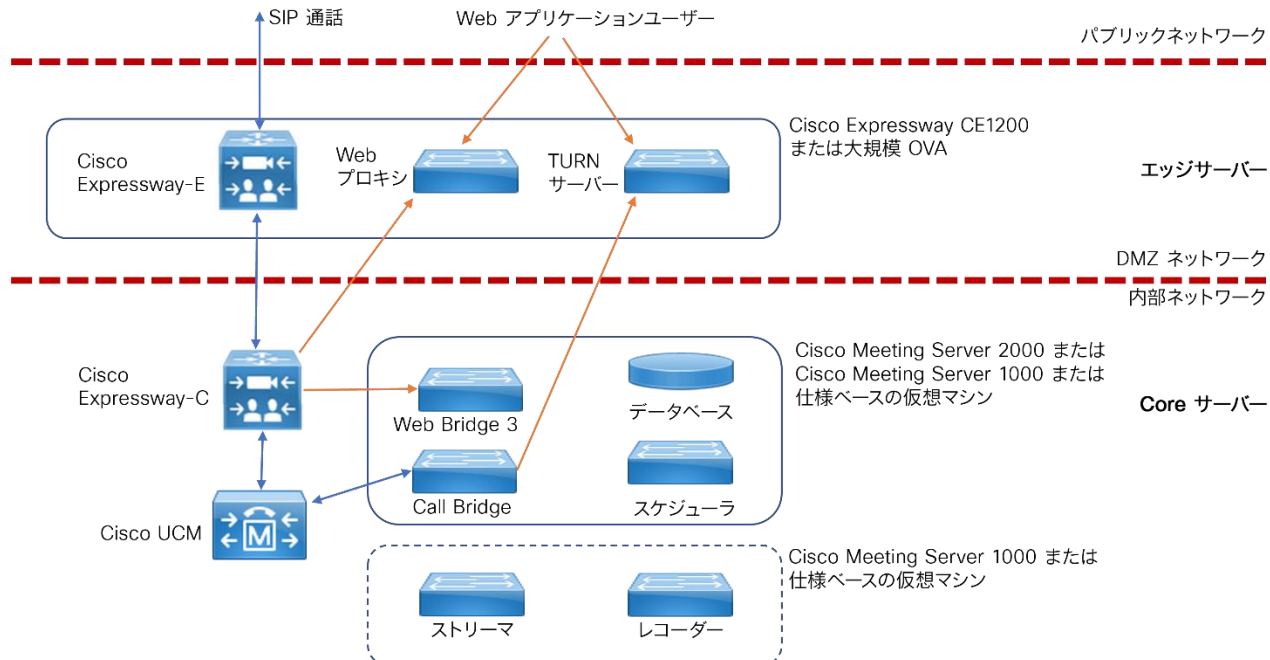 SIP 通話
Web アプリケーションユーザー
パブリックネットワーク
Cisco
Expressway-E
Web
プロキシ
TURN
サーバー
Cisco Expressway CE1200
または大規模 OVA
エッジサーバー
DMZ ネットワーク
内部ネットワーク
Cisco
Expressway-C
Web Bridge 3
データベース
Cisco Meeting Server 2000 または
Cisco Meeting Server 1000 または
仕様ベースの仮想マシン
Core サーバー
Call Bridge
スケジューラ
Cisco UCM
M
Cisco Meeting Server 1000 または
仕様ベースの仮想マシン
ストリーマ
レコーダー